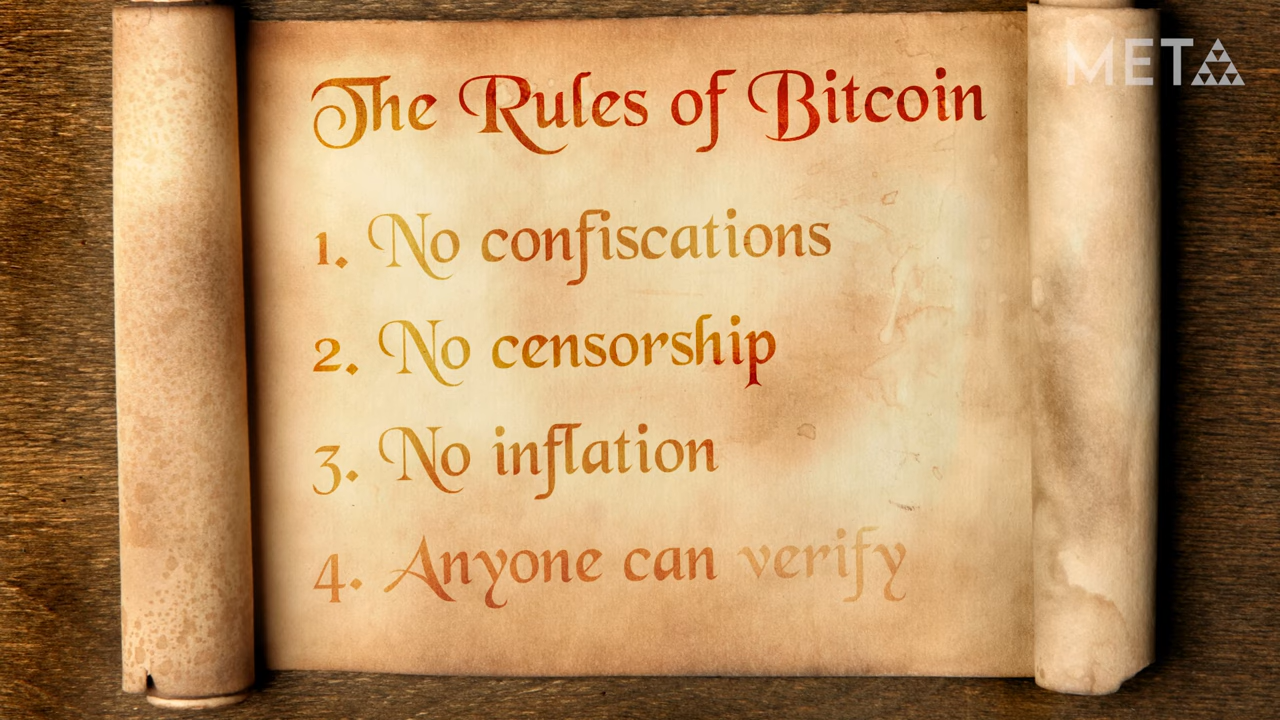 META
The Rules of Bitcoin
1. No confiscations
2. No censorship
3. No inflation
4. Anyone can verify